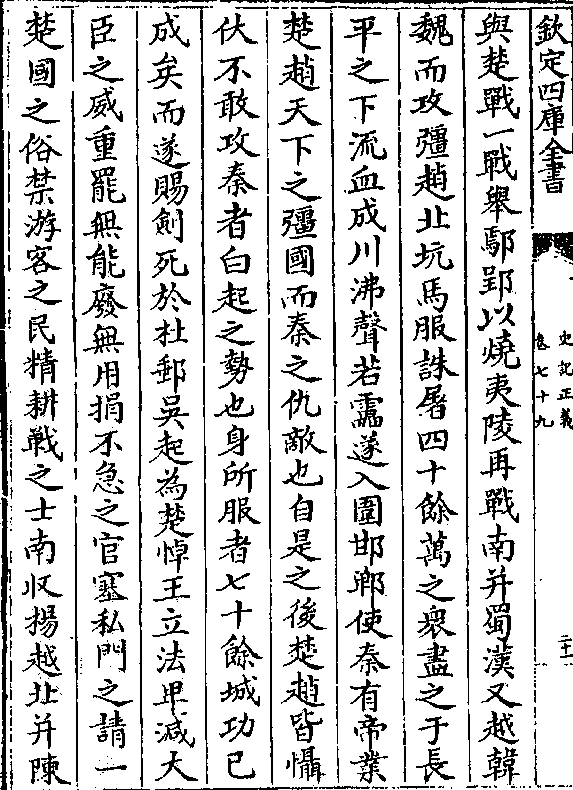 欽定四庫全書
史記正義
卷七十九
二十一
與楚戰一戰舉鄢郢以燒夷陵再戰南并蜀漢又越韓
魏而攻彊趙北坑馬服誅屠四十餘萬之衆盡之于長
平之下流血成川沸聲若靁遂入圍邯鄲使秦有帝業
楚趙天下之彊國而秦之仇敵也自是之後楚趙皆懾
伏不敢攻秦者白起之勢也身所服者七十餘城功已
成矣而遂賜劍死於杜郵吳起為楚悼王立法卑減大
臣之威重罷無能廢無用捐不急之官塞私門之請一
楚國之俗禁游客之民精耕戰之士南收揚越北并陳